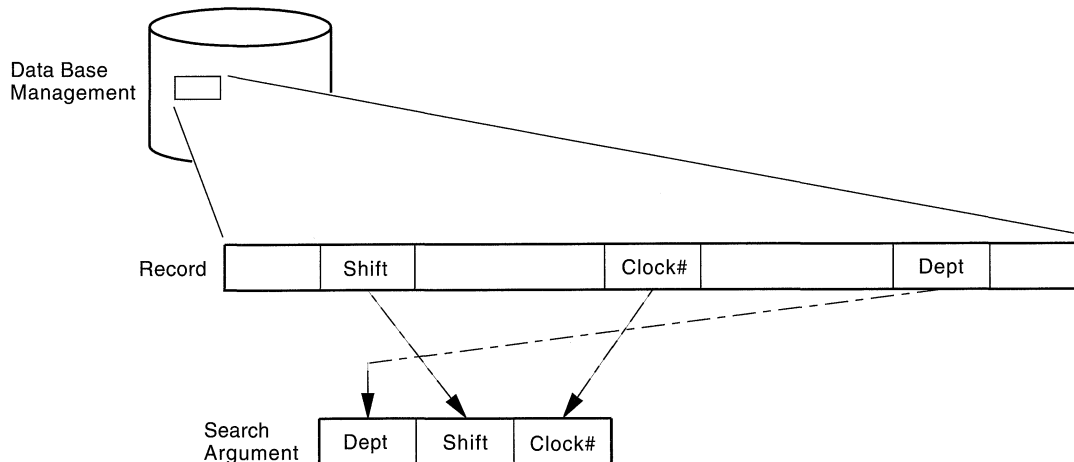 Data Base
Management
Record
Shift
Clock#
Dept
Search
Argument
Dept
Shift
Clock#